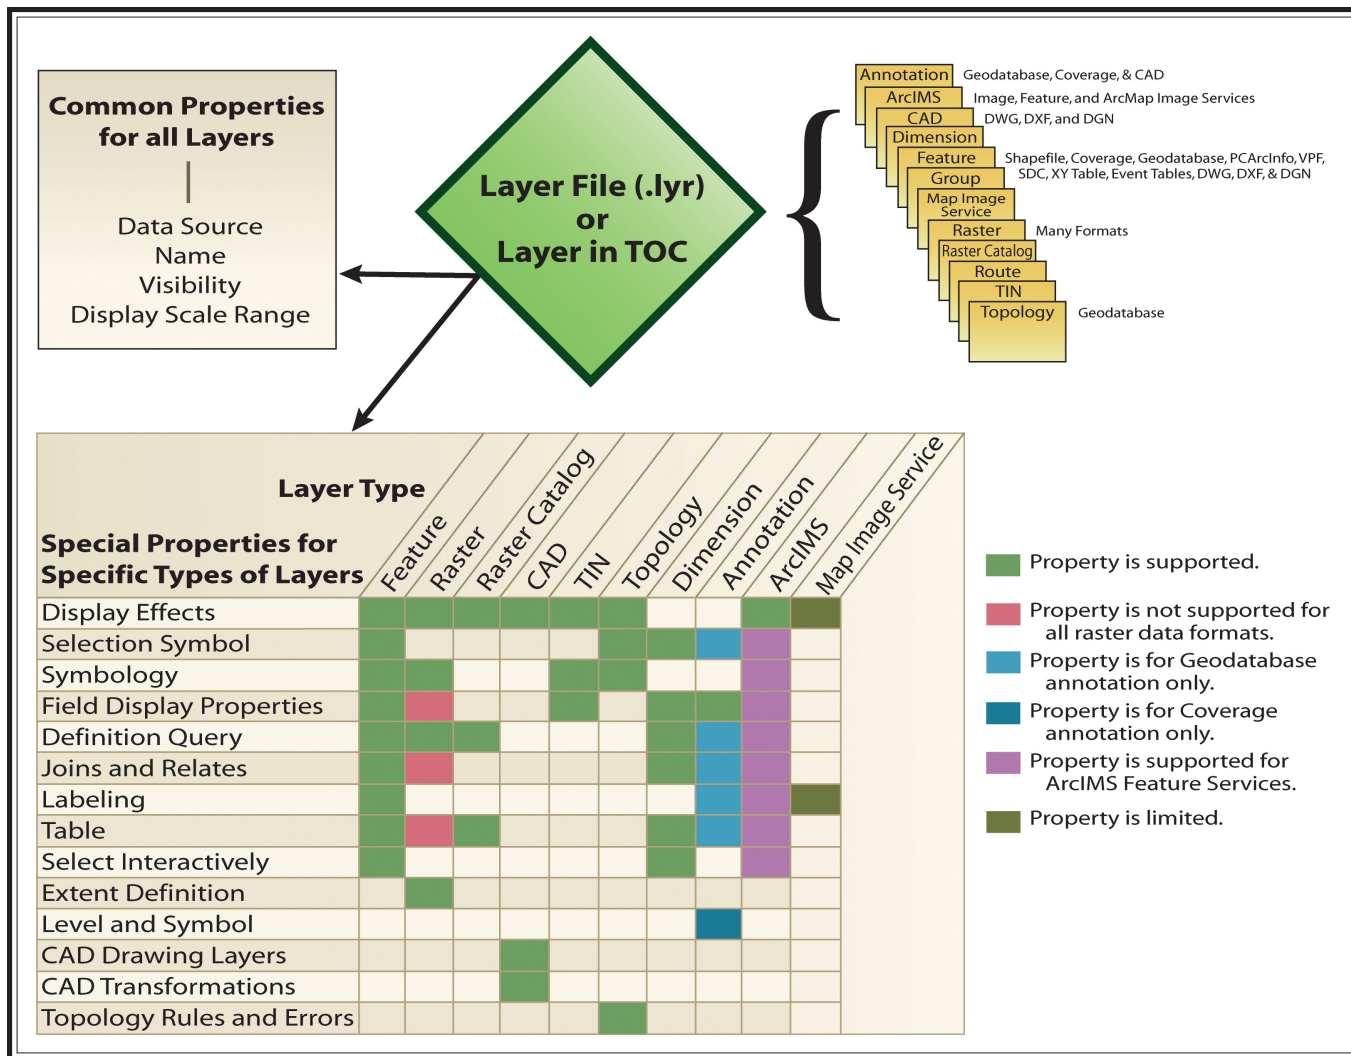 Common Properties
for all Layers
Data Source
Name
Visibility
Display Scale Range
Layer File (.lyr)
or
Layer in TOC
Annotation
Geodatabase, Coverage, & CAD
ArcIMS
Image, Feature, and ArcMap Image Services
CAD
DWG, DXF, and DGN
Dimension
Feature
Shapefile, Coverage, Geodatabase, PCArcInfo, VPF,
SDC, XY Table, Event Tables, DWG, DXF, & DGN
Group
Map Image
Service
Raster
Many Formats
Raster Catalog
Route
TIN
Topology
Geodatabase
Layer Type
Special Properties for
Specific Types of Layers
Feature
Raster
Raster Catalog
CAD
TIN
Topology
Dimension
Annotation
ArcIMS
Map Image Service
Display Effects
Selection Symbol
Symbology
Field Display Properties
Definition Query
Joins and Relates
Labeling
Table
Select Interactively
Extent Definition
Level and Symbol
CAD Drawing Layers
CAD Transformations
Topology Rules and Errors
Property is supported.
Property is not supported for
all raster data formats.
Property is for Geodatabase
annotation only.
Property is for Coverage
annotation only.
Property is supported for
ArcIMS Feature Services.
Property is limited.